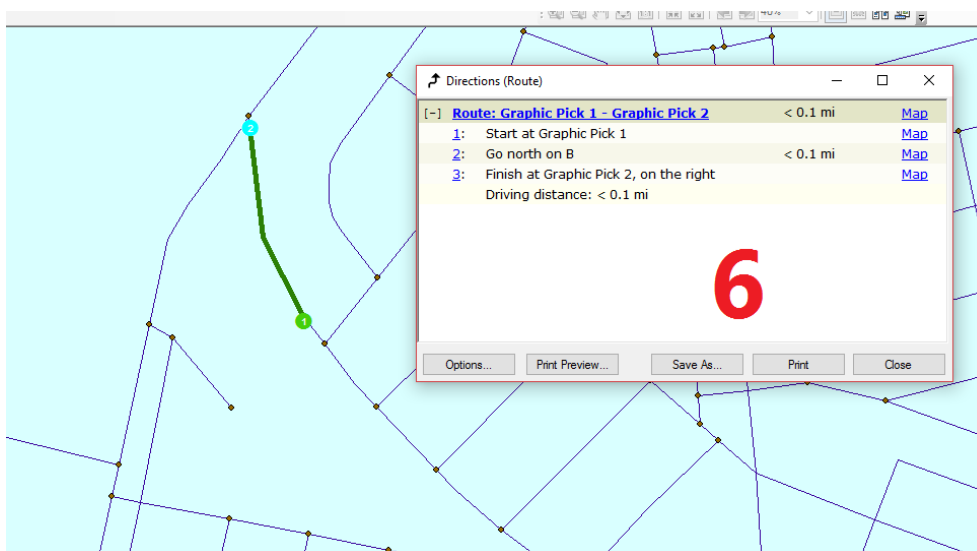 46%
Directions (Route)
[-] Route: Graphic Pick 1 - Graphic Pick 2 < 0.1 mi Map
1: Start at Graphic Pick 1 Map
2: Go north on B < 0.1 mi Map
3: Finish at Graphic Pick 2, on the right Map
Driving distance: < 0.1 mi
2
1
6
Options... Print Preview... Save As... Print Close